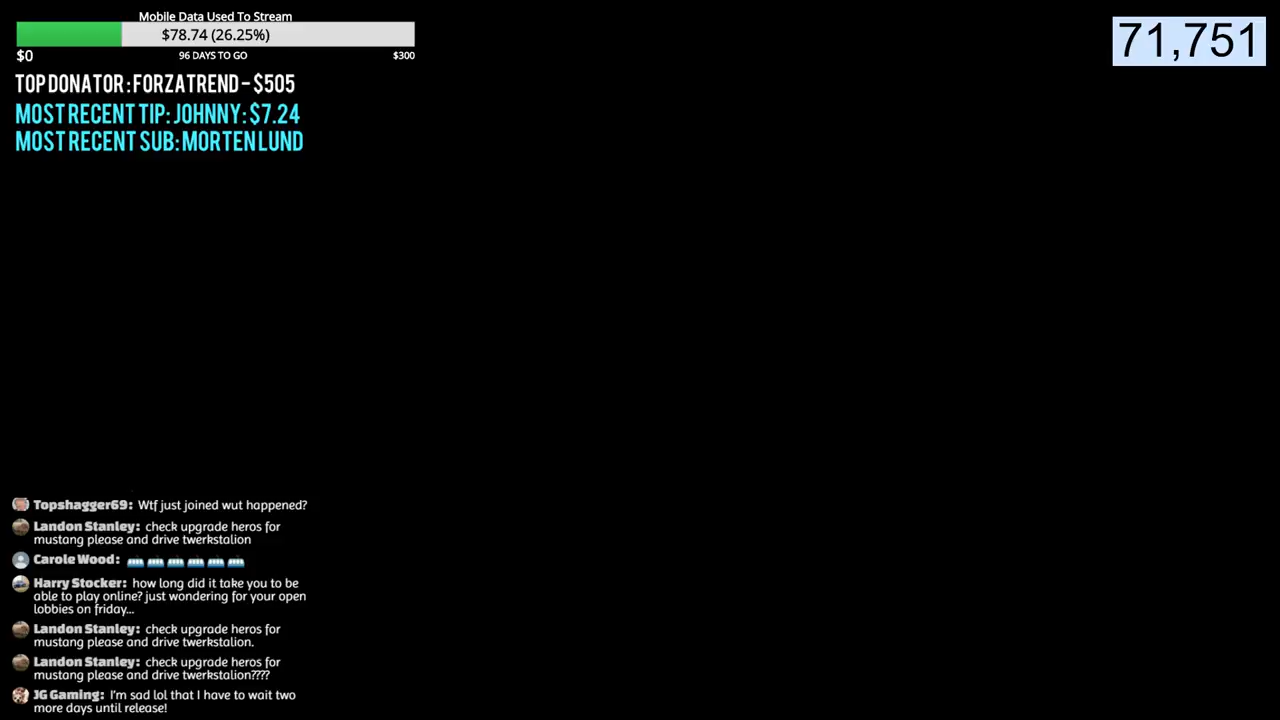 Mobile Data Used To Stream
$78.74 (26.25%)
$0
96 DAYS TO GO
$300
71,751
TOP DONATOR : FORZATREND - $505
MOST RECENT TIP: JOHNNY: $7.24
MOST RECENT SUB: MORTEN LUND
Topshagger69: Wtf just joined wut happened?
Landon Stanley: check upgrade heros for
mustang please and drive twerkstalion
Carole Wood:
Harry Stocker: how long did it take you to be
able to play online? just wondering for your open
lobbies on friday...
Landon Stanley: check upgrade heros for
mustang please and drive twerkstalion.
Landon Stanley: check upgrade heros for
mustang please and drive twerkstalion????
JG Gaming: I'm sad lol that I have to wait two
more days until release!